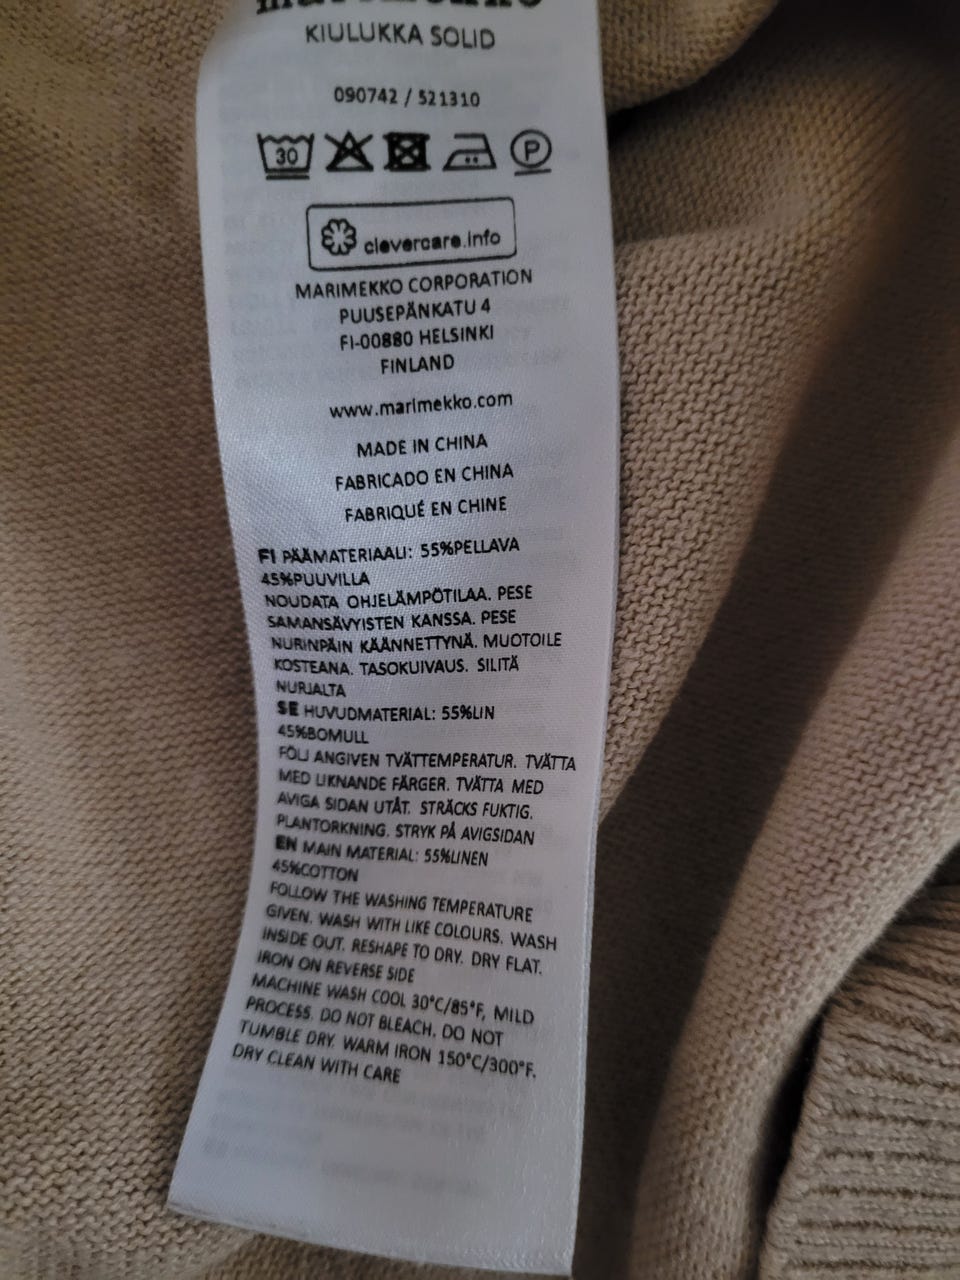 KIULUKKA SOLID
090742 / 521310
30 P
clevercare.info
MARIMEKKO CORPORATION
PUUSEPÄNKATU 4
FI-00880 HELSINKI
FINLAND
www.marimekko.com
MADE IN CHINA
FABRICADO EN CHINA
FABRIQUÉ EN CHINE
FI PÄÄMATERIAALI: 55%PELLAVA
45%PUUVILLA
NOUDATA OHJELÄMPÖTILAA. PESE
SAMANSÄVYISTEN KANSSA. PESE
NURINPÄIN KÄÄNNETTYNÄ. MUOTOILE
KOSTEANA. TASOKUIVAUS. SILITÄ
NURJALTA
SE HUVUDMATERIAL: 55%LIN
45%BOMULL
FÖLJ ANGIVEN TVÄTTEMPERATUR. TVÄTTA
MED LIKNANDE FÄRGER. TVÄTTA MED
AVIGA SIDAN UTÅT. STRÄCKS FUKTIG.
PLANTORKNING. STRYK PÅ AVIGSIDAN
EN MAIN MATERIAL: 55%LINEN
45%COTTON
FOLLOW THE WASHING TEMPERATURE
GIVEN. WASH WITH LIKE COLOURS. WASH
INSIDE OUT. RESHAPE TO DRY. DRY FLAT.
IRON ON REVERSE SIDE
MACHINE WASH COOL 30°C/85°F, MILD
PROCESS. DO NOT BLEACH. DO NOT
TUMBLE DRY. WARM IRON 150°C/300°F.
DRY CLEAN WITH CARE